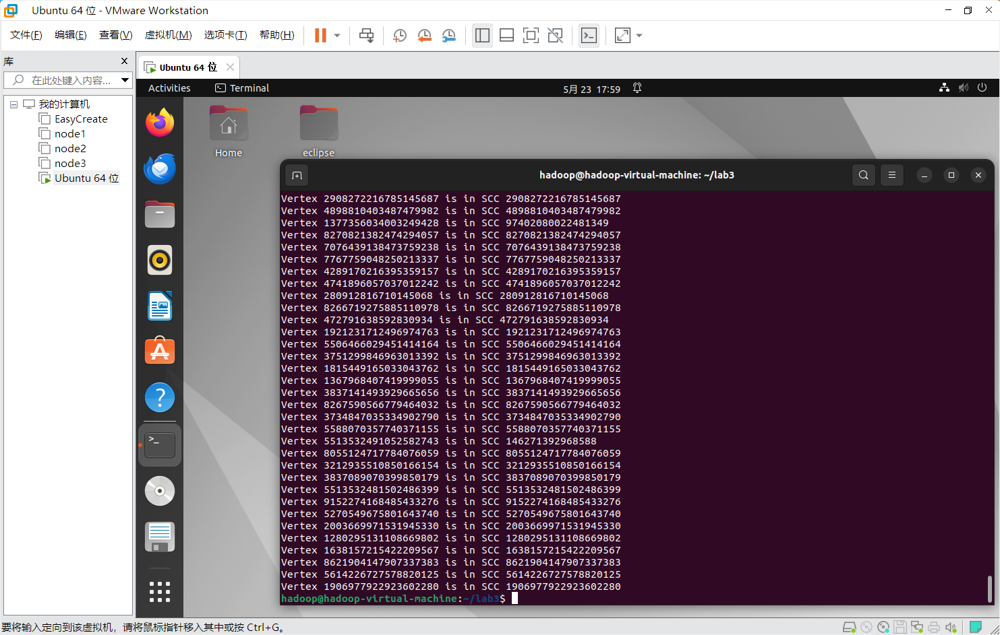 Ubuntu 64 位 - VMware Workstation
文件(F) 编辑(E) 查看(V) 虚拟机(M) 选项卡(T) 帮助(H)
库
在此处键入内容...
我的计算机
EasyCreate
node1
node2
node3
Ubuntu 64 位
Ubuntu 64 位
Activities Terminal 5月 23 17:59
Home eclipse
hadoop@hadoop-virtual-machine: ~/lab3
Vertex 2908272216785145687 is in SCC 2908272216785145687
Vertex 4898810403487479982 is in SCC 4898810403487479982
Vertex 1377356034003249428 is in SCC 97402080022481349
Vertex 8270821382474294057 is in SCC 8270821382474294057
Vertex 7076439138473759238 is in SCC 7076439138473759238
Vertex 7767759048250213337 is in SCC 7767759048250213337
Vertex 4289170216395359157 is in SCC 4289170216395359157
Vertex 4741896057037012242 is in SCC 4741896057037012242
Vertex 280912816710145068 is in SCC 280912816710145068
Vertex 8266719275885110978 is in SCC 8266719275885110978
Vertex 472791638592830934 is in SCC 472791638592830934
Vertex 1921231712496974763 is in SCC 1921231712496974763
Vertex 5506466029451414164 is in SCC 5506466029451414164
Vertex 3751299846963013392 is in SCC 3751299846963013392
Vertex 1815449165033043762 is in SCC 1815449165033043762
Vertex 1367968407419999055 is in SCC 1367968407419999055
Vertex 3837141493929665656 is in SCC 3837141493929665656
Vertex 8267590566779464032 is in SCC 8267590566779464032
Vertex 3734847035334902790 is in SCC 3734847035334902790
Vertex 5588070357740371155 is in SCC 5588070357740371155
Vertex 5513532491052582743 is in SCC 146271392968588
Vertex 8055124717784076059 is in SCC 8055124717784076059
Vertex 3212935510850166154 is in SCC 3212935510850166154
Vertex 3837089070399850179 is in SCC 3837089070399850179
Vertex 5513532481502486399 is in SCC 5513532481502486399
Vertex 9152274168485433276 is in SCC 9152274168485433276
Vertex 5270549675801643740 is in SCC 5270549675801643740
Vertex 2003669971531945330 is in SCC 2003669971531945330
Vertex 1280295131108669802 is in SCC 1280295131108669802
Vertex 1638157215422209567 is in SCC 1638157215422209567
Vertex 8621904147907337383 is in SCC 8621904147907337383
Vertex 5614226727578820125 is in SCC 5614226727578820125
Vertex 1906977922923602280 is in SCC 1906977922923602280
hadoop@hadoop-virtual-machine:~/lab3$
要将输入定向到该虚拟机，请将鼠标指针移入其中或按 Ctrl+G。